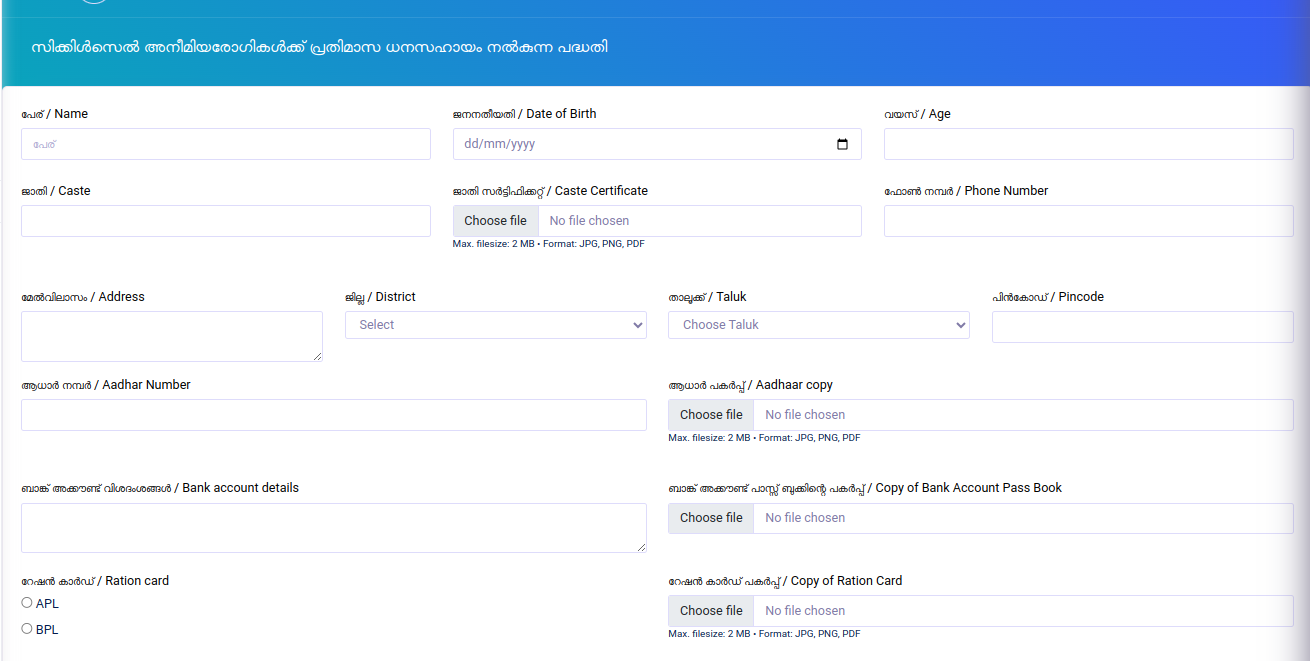 സിക്കിൾസെൽ അനീമിയരോഗികൾക്ക് പ്രതിമാസ ധനസഹായം നൽകുന്ന പദ്ധതി
പേര് / Name
ജനനതീയതി / Date of Birth
വയസ് / Age
പേര്
dd/mm/yyyy
ജാതി / Caste
ജാതി സർട്ടിഫിക്കറ്റ് / Caste Certificate
ഫോൺ നമ്പർ / Phone Number
Choose file No file chosen
Max. filesize: 2 MB • Format: JPG, PNG, PDF
മേൽവിലാസം / Address
ജില്ല / District
താലൂക്ക് / Taluk
പിൻകോഡ് / Pincode
Select
Choose Taluk
ആധാർ നമ്പർ / Aadhar Number
ആധാർ പകർപ്പ് / Aadhaar copy
Choose file No file chosen
Max. filesize: 2 MB • Format: JPG, PNG, PDF
ബാങ്ക് അക്കൗണ്ട് വിശദംശങ്ങൾ / Bank account details
ബാങ്ക് അക്കൗണ്ട് പാസ്സ് ബുക്കിന്റെ പകർപ്പ് / Copy of Bank Account Pass Book
Choose file No file chosen
റേഷൻ കാർഡ് / Ration card
റേഷൻ കാർഡ് പകർപ്പ് / Copy of Ration Card
APL
Choose file No file chosen
BPL
Max. filesize: 2 MB • Format: JPG, PNG, PDF